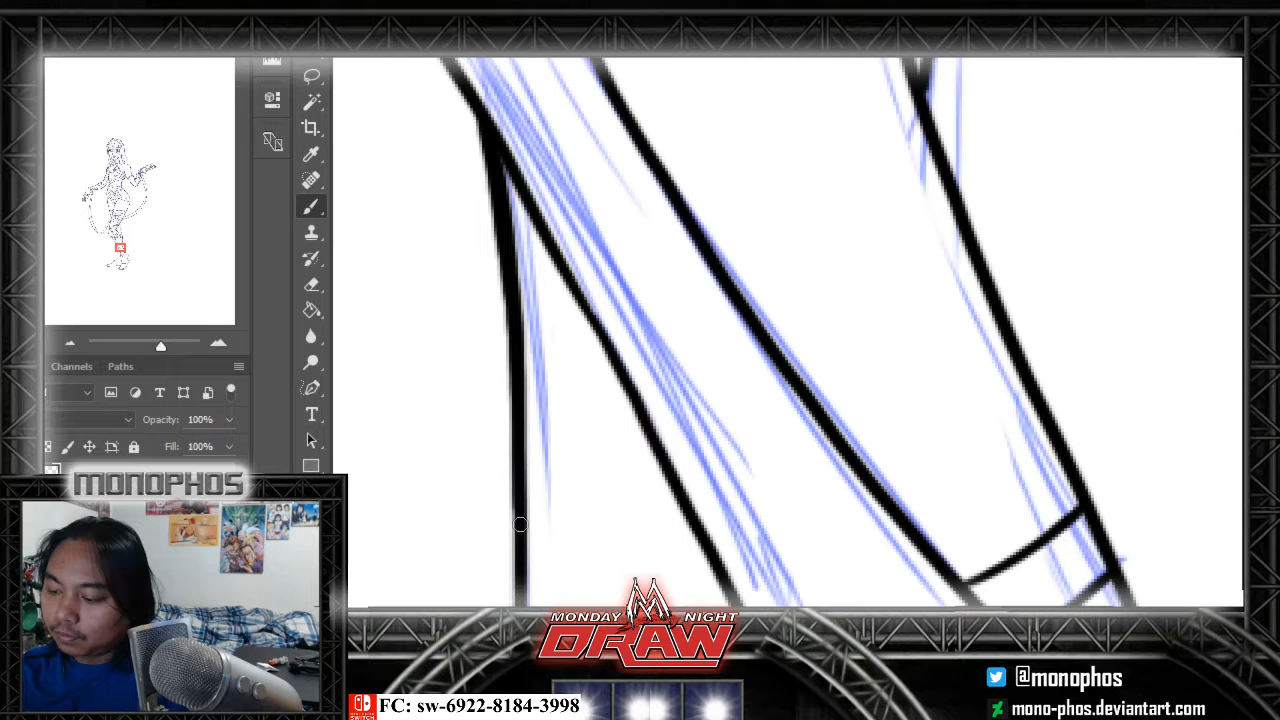 Channels Paths
Opacity: 100%
Fill: 100%
MONOPHOS
MONDAY NIGHT
DRAW
FC: sw-6922-8184-3998
@monophos
mono-phos.deviantart.com